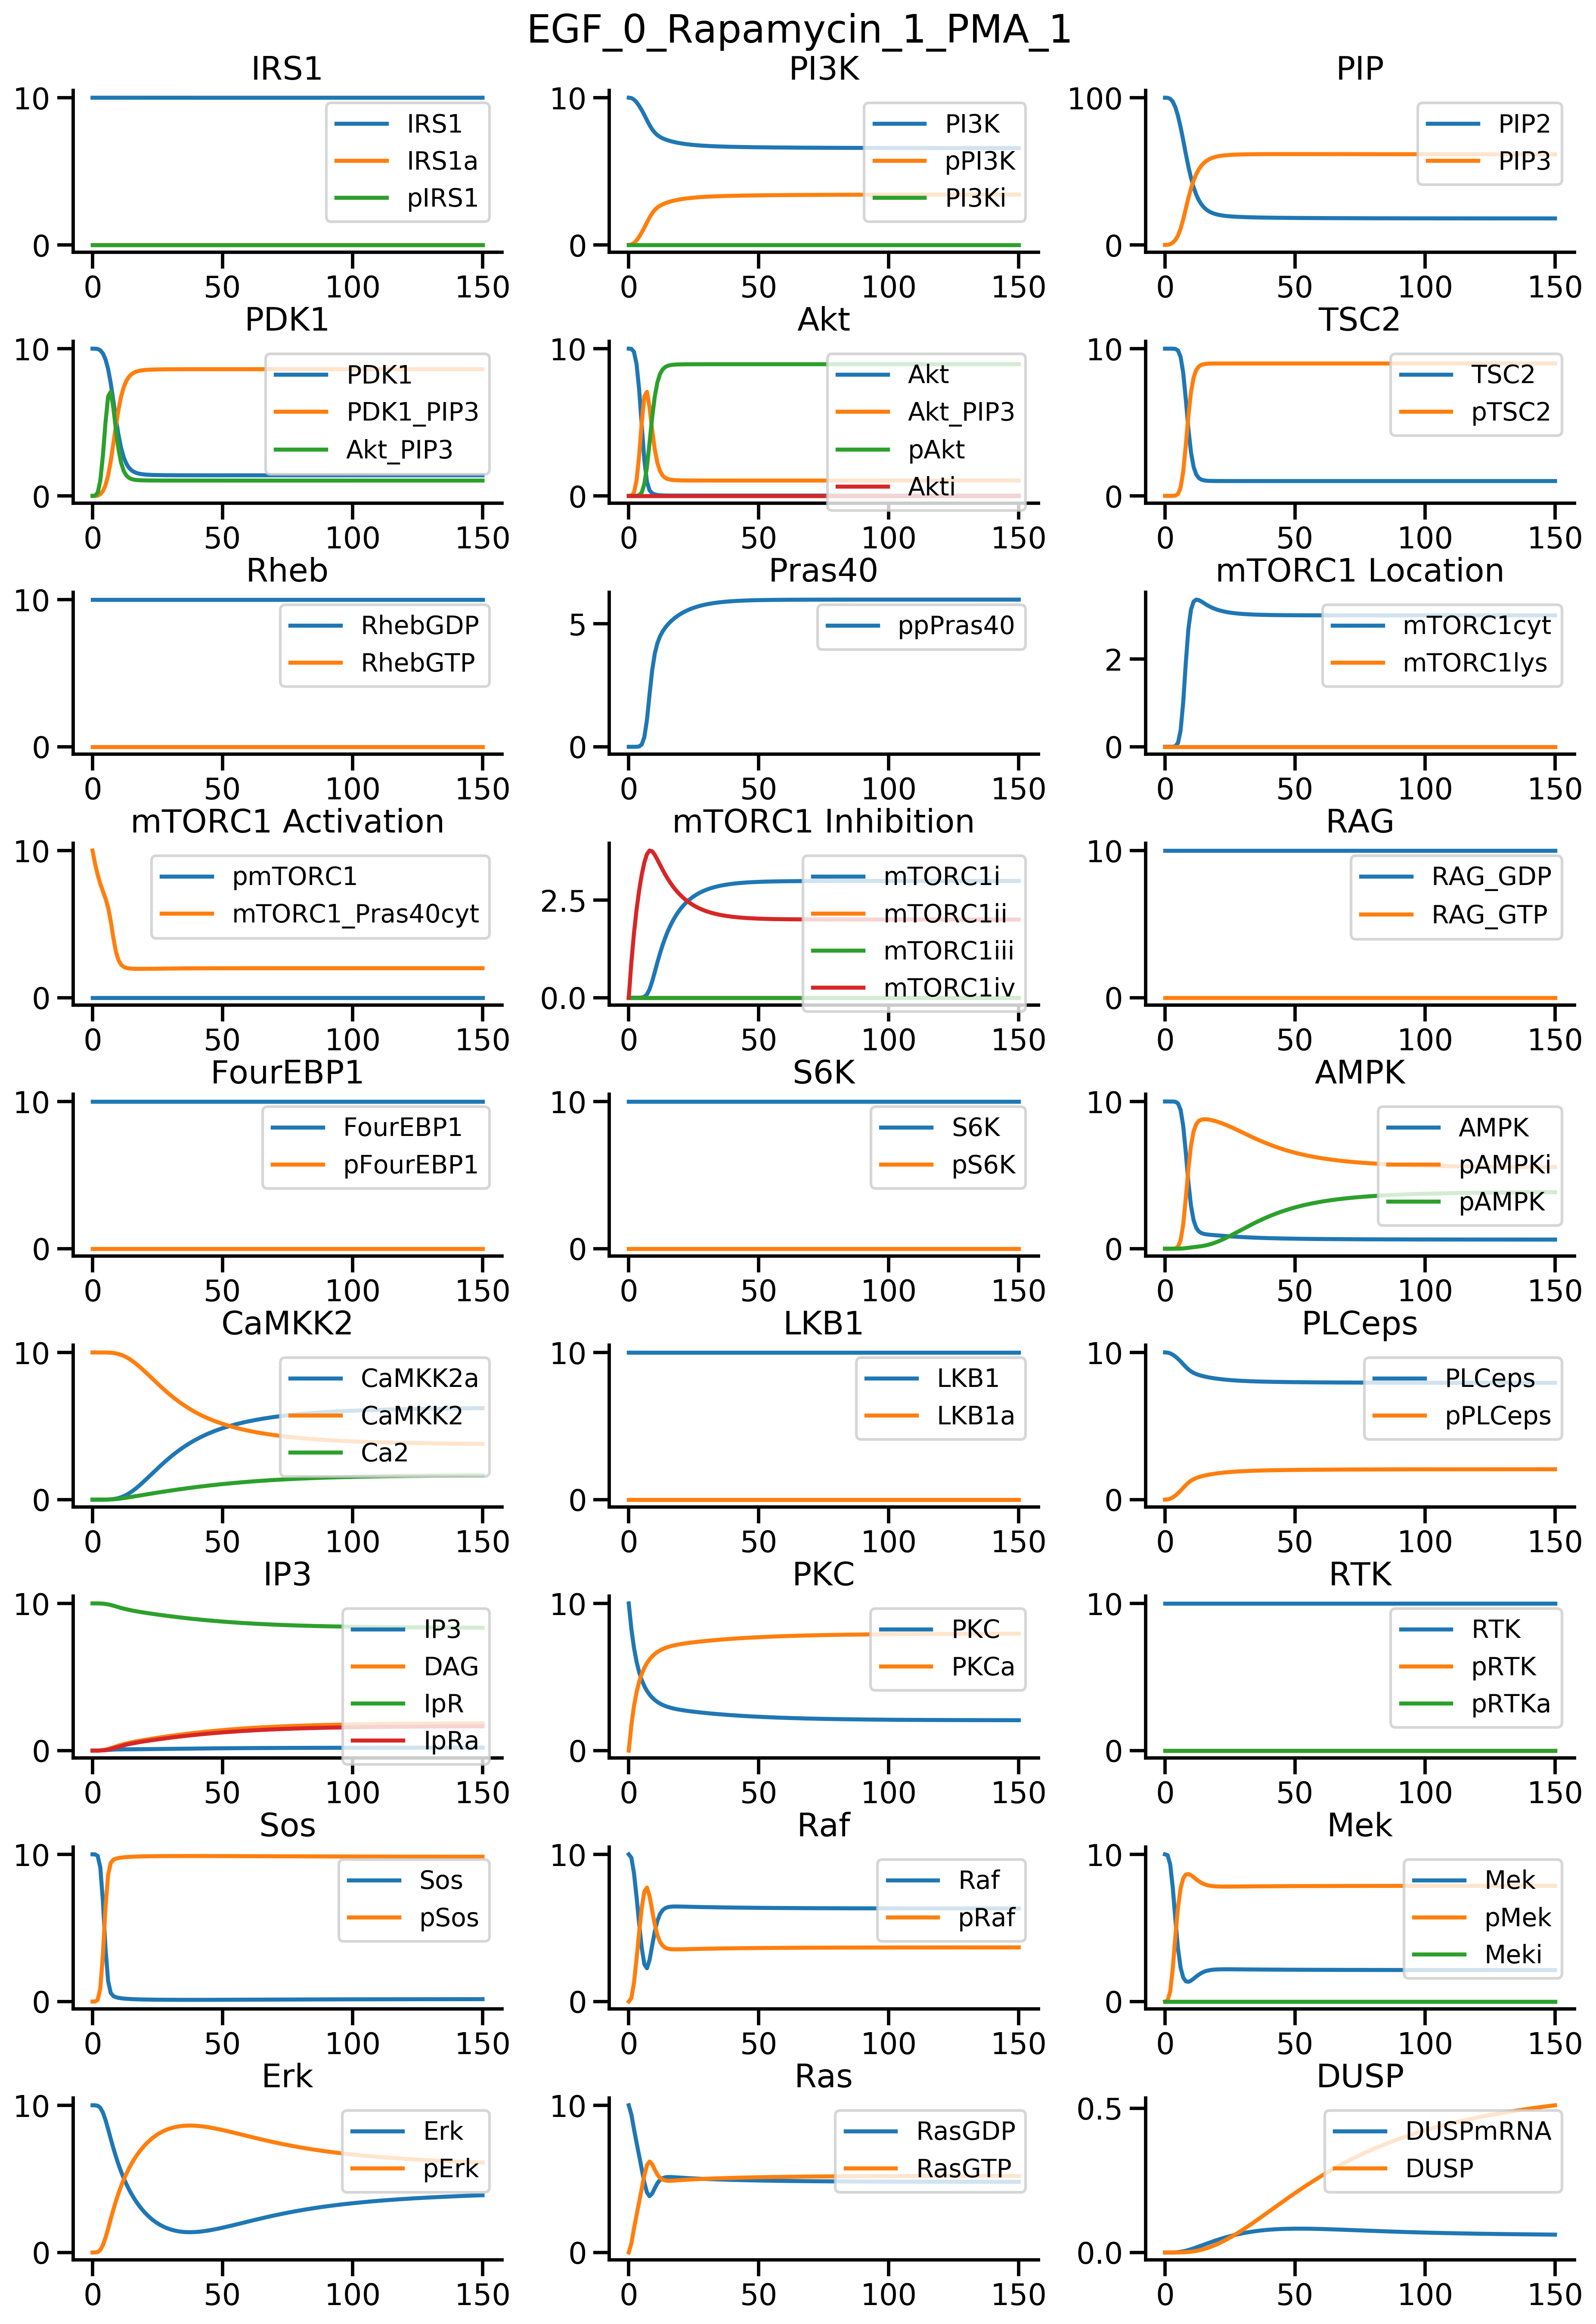 EGF_0_Rapamycin_1_PMA_1
IRS1
10
0
IRS1
IRS1a
pIRS1
0 50 100 150
PI3K
10
0
PI3K
pPI3K
PI3Ki
0 50 100 150
PIP
100
0
PIP2
PIP3
0 50 100 150
PDK1
10
0
PDK1
PDK1_PIP3
Akt_PIP3
0 50 100 150
Akt
10
0
Akt
Akt_PIP3
pAkt
Akti
0 50 100 150
TSC2
10
0
TSC2
pTSC2
0 50 100 150
Rheb
10
0
RhebGDP
RhebGTP
0 50 100 150
Pras40
5
0
ppPras40
0 50 100 150
mTORC1 Location
2
0
mTORC1cyt
mTORC1lys
0 50 100 150
mTORC1 Activation
10
0
pmTORC1
mTORC1_Pras40cyt
0 50 100 150
mTORC1 Inhibition
2.5
0.0
mTORC1i
mTORC1ii
mTORC1iii
mTORC1iv
0 50 100 150
RAG
10
0
RAG_GDP
RAG_GTP
0 50 100 150
FourEBP1
10
0
FourEBP1
pFourEBP1
0 50 100 150
S6K
10
0
S6K
pS6K
0 50 100 150
AMPK
10
0
AMPK
pAMPKi
pAMPK
0 50 100 150
CaMKK2
10
0
CaMKK2a
CaMKK2
Ca2
0 50 100 150
LKB1
10
0
LKB1
LKB1a
0 50 100 150
PLCeps
10
0
PLCeps
pPLCeps
0 50 100 150
IP3
10
0
IP3
DAG
IpR
IpRa
0 50 100 150
PKC
10
0
PKC
PKCa
0 50 100 150
RTK
10
0
RTK
pRTK
pRTKa
0 50 100 150
Sos
10
0
Sos
pSos
0 50 100 150
Raf
10
0
Raf
pRaf
0 50 100 150
Mek
10
0
Mek
pMek
Meki
0 50 100 150
Erk
10
0
Erk
pErk
0 50 100 150
Ras
10
0
RasGDP
RasGTP
0 50 100 150
DUSP
0.5
0.0
DUSPmRNA
DUSP
0 50 100 150